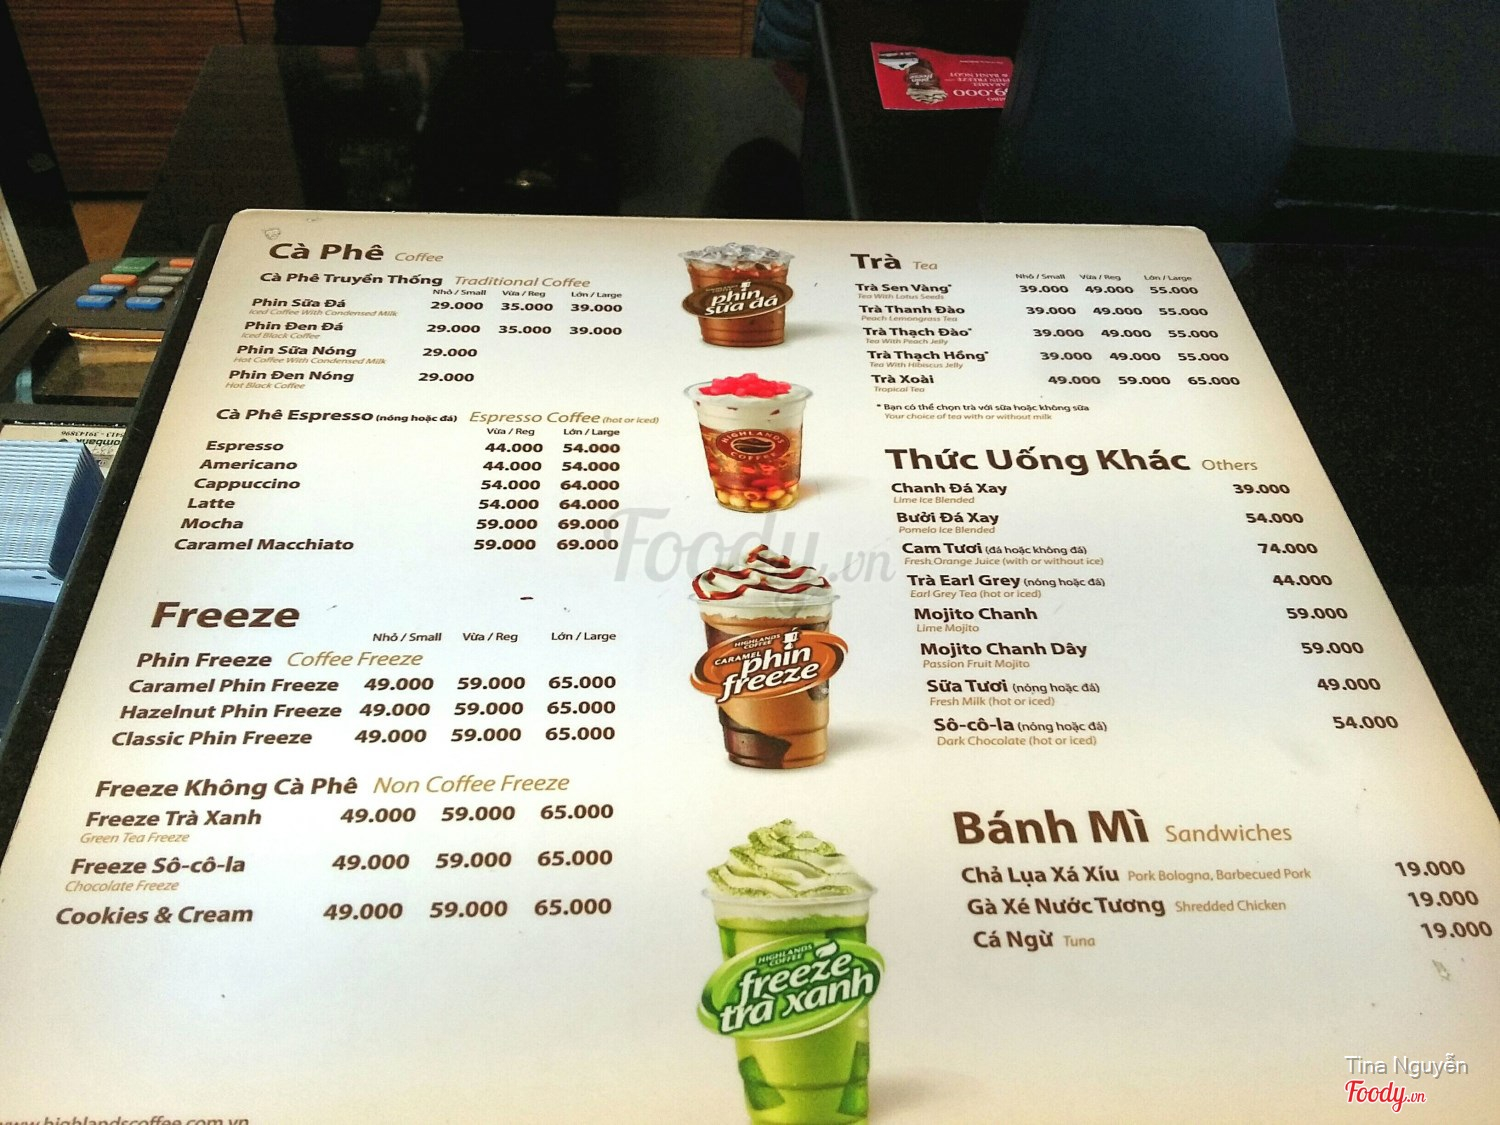 Cà Phê Coffee
Cà Phê Truyền Thống Traditional Coffee
Nhỏ / Small Vừa / Reg Lớn / Large
Phin Sữa Đá 29.000 35.000 39.000
Iced Coffee With Condensed Milk
Phin Đen Đá 29.000 35.000 39.000
Iced Black Coffee
Phin Sữa Nóng 29.000
Hot Coffee With Condensed Milk
Phin Đen Nóng 29.000
Hot Black Coffee
Cà Phê Espresso (nóng hoặc đá) Espresso Coffee (hot or iced)
Vừa / Reg Lớn / Large
Espresso 44.000 54.000
Americano 44.000 54.000
Cappuccino 54.000 64.000
Latte 54.000 64.000
Mocha 59.000 69.000
Caramel Macchiato 59.000 69.000
Freeze
Nhỏ / Small Vừa / Reg Lớn / Large
Phin Freeze Coffee Freeze
Caramel Phin Freeze 49.000 59.000 65.000
Hazelnut Phin Freeze 49.000 59.000 65.000
Classic Phin Freeze 49.000 59.000 65.000
Freeze Không Cà Phê Non Coffee Freeze
Freeze Trà Xanh 49.000 59.000 65.000
Green Tea Freeze
Freeze Sô-cô-la 49.000 59.000 65.000
Chocolate Freeze
Cookies & Cream 49.000 59.000 65.000
www.highlandscoffee.com.vn
phin
sữa đá
HIGHLANDS
COFFEE
HIGHLANDS
COFFEE
CARAMEL phin
freeze
HIGHLANDS
COFFEE
freeze
trà xanh
Trà Tea
Nhỏ / Small Vừa / Reg Lớn / Large
Trà Sen Vàng* 39.000 49.000 55.000
Tea With Lotus Seeds
Trà Thanh Đào 39.000 49.000 55.000
Peach Lemongrass Tea
Trà Thạch Đào* 39.000 49.000 55.000
Tea With Peach Jelly
Trà Thạch Hồng* 39.000 49.000 55.000
Tea With Hibiscus Jelly
Trà Xoài 49.000 59.000 65.000
Tropical Tea
* Bạn có thể chọn trà với sữa hoặc không sữa
Your choice of tea with or without milk
Thức Uống Khác Others
Chanh Đá Xay 39.000
Lime Ice Blended
Bưởi Đá Xay 54.000
Pomelo Ice Blended
Cam Tươi (đá hoặc không đá) 74.000
Fresh Orange Juice (with or without ice)
Trà Earl Grey (nóng hoặc đá) 44.000
Earl Grey Tea (hot or iced)
Mojito Chanh 59.000
Lime Mojito
Mojito Chanh Dây 59.000
Passion Fruit Mojito
Sữa Tươi (nóng hoặc đá) 49.000
Fresh Milk (hot or iced)
Sô-cô-la (nóng hoặc đá) 54.000
Dark Chocolate (hot or iced)
Bánh Mì Sandwiches
Chả Lụa Xá Xíu Pork Bologna, Barbecued Pork 19.000
Gà Xé Nước Tương Shredded Chicken 19.000
Cá Ngừ Tuna 19.000
Foody.vn
Tina Nguyễn
Foody.vn